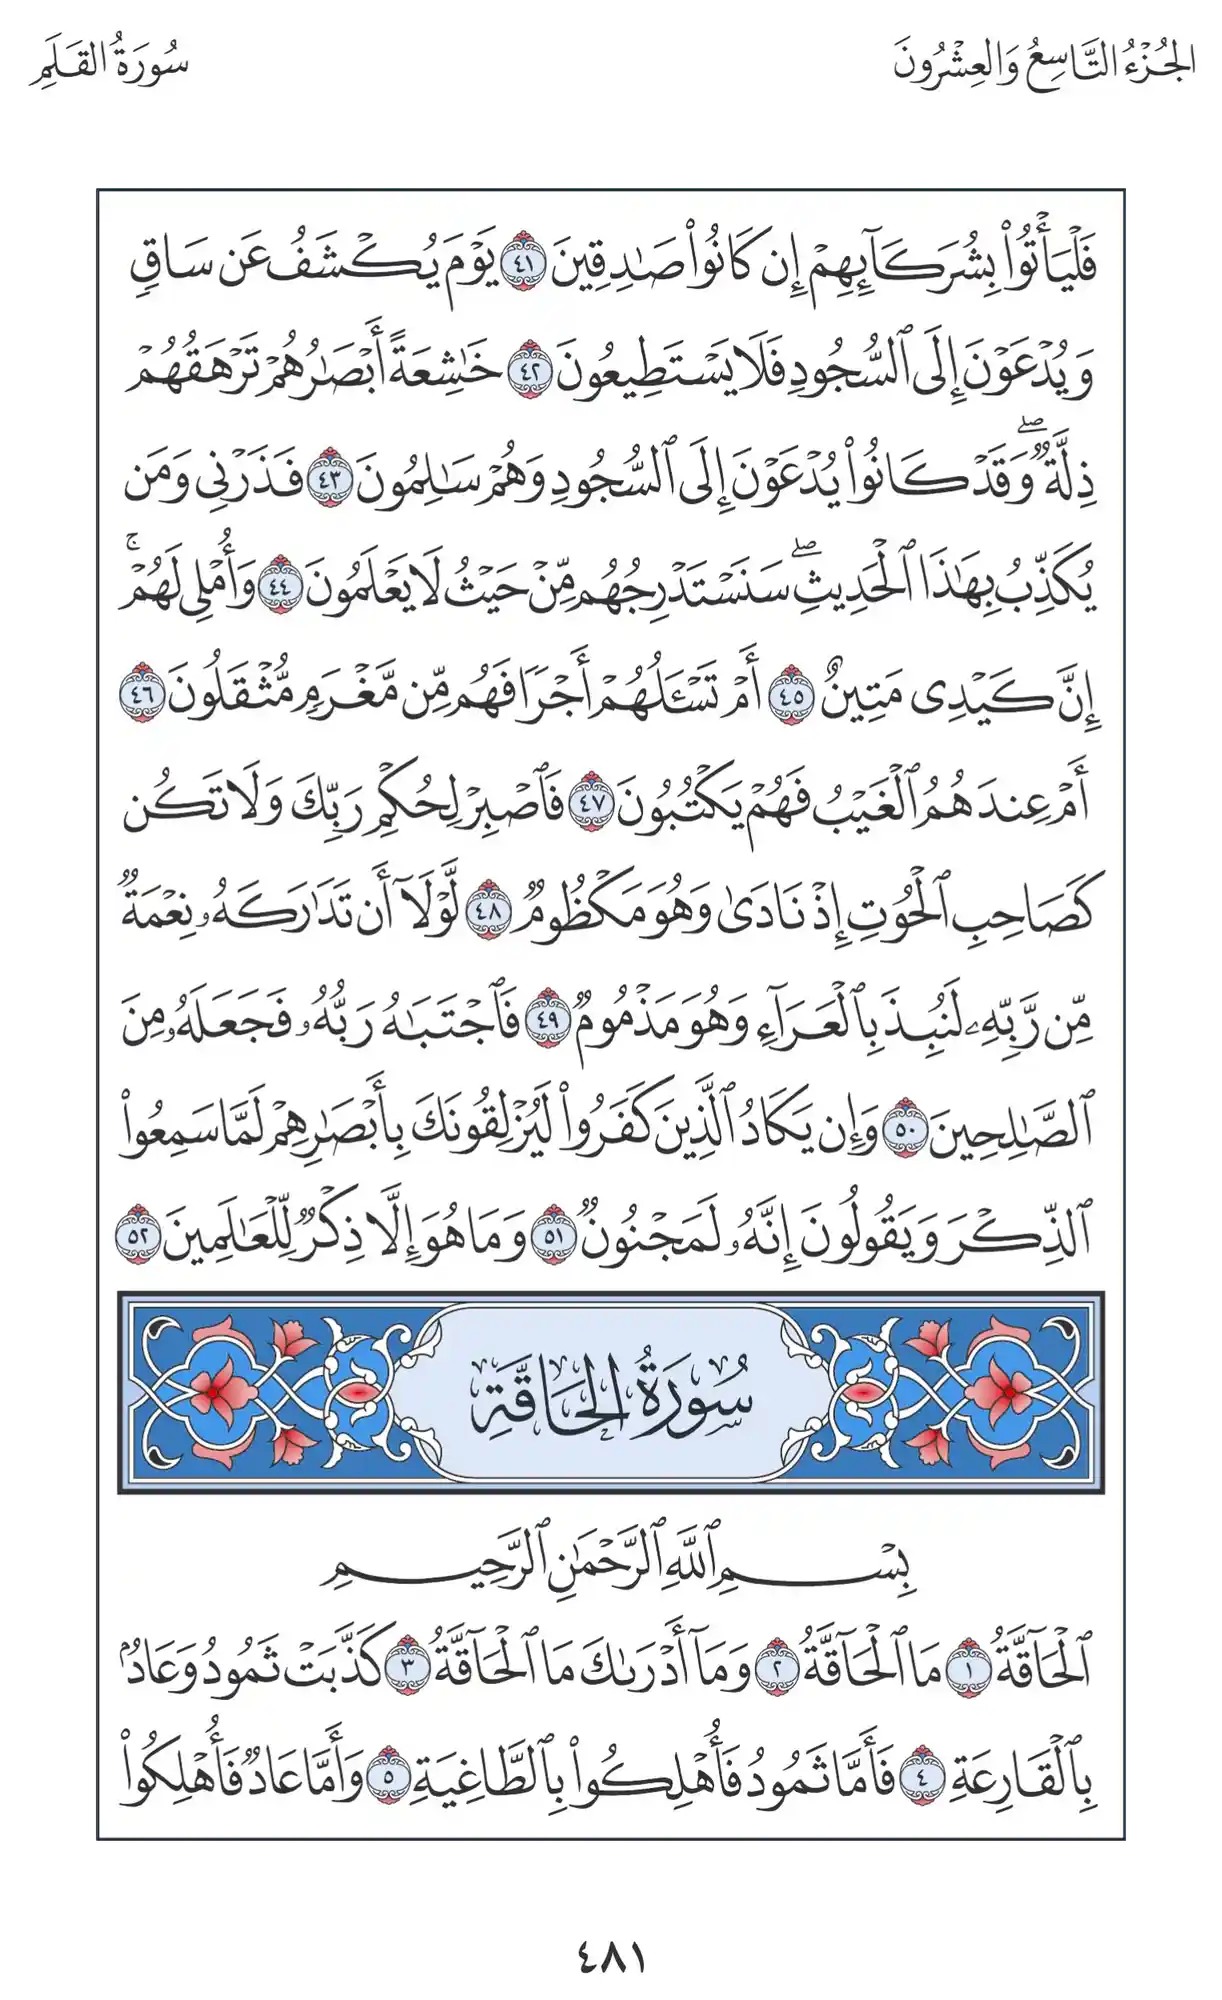 الجُزْءُ التَّاسِعُ وَالعِشْرُونَ
سُورَةُ القَلَمِ
فَلْيَأْتُوا۟ بِشُرَكَآئِهِمْ إِن كَانُوا۟ صَـٰدِقِينَ ٤١ يَوْمَ يُكْشَفُ عَن سَاقٍ
وَيُدْعَوْنَ إِلَى ٱلسُّجُودِ فَلَا يَسْتَطِيعُونَ ٤٢ خَـٰشِعَةً أَبْصَـٰرُهُمْ تَرْهَقُهُمْ
ذِلَّةٌ ۖ وَقَدْ كَانُوا۟ يُدْعَوْنَ إِلَى ٱلسُّجُودِ وَهُمْ سَـٰلِمُونَ ٤٣ فَذَرْنِى وَمَن
يُكَذِّبُ بِهَـٰذَا ٱلْحَدِيثِ ۖ سَنَسْتَدْرِجُهُم مِّنْ حَيْثُ لَا يَعْلَمُونَ ٤٤ وَأُمْلِى لَهُمْ ۚ
إِنَّ كَيْدِى مَتِينٌ ٤٥ أَمْ تَسْـَٔلُهُمْ أَجْرًا فَهُم مِّن مَّغْرَمٍ مُّثْقَلُونَ ٤٦
أَمْ عِندَهُمُ ٱلْغَيْبُ فَهُمْ يَكْتُبُونَ ٤٧ فَٱصْبِرْ لِحُكْمِ رَبِّكَ وَلَا تَكُن
كَصَاحِبِ ٱلْحُوتِ إِذْ نَادَىٰ وَهُوَ مَكْظُومٌ ٤٨ لَّوْلَآ أَن تَدَٰرَكَهُۥ نِعْمَةٌ
مِّن رَّبِّهِۦ لَنُبِذَ بِٱلْعَرَآءِ وَهُوَ مَذْمُومٌ ٤٩ فَٱجْتَبَـٰهُ رَبُّهُۥ فَجَعَلَهُۥ مِنَ
ٱلصَّـٰلِحِينَ ٥٠ وَإِن يَكَادُ ٱلَّذِينَ كَفَرُوا۟ لَيُزْلِقُونَكَ بِأَبْصَـٰرِهِمْ لَمَّا سَمِعُوا۟
ٱلذِّكْرَ وَيَقُولُونَ إِنَّهُۥ لَمَجْنُونٌ ٥١ وَمَا هُوَ إِلَّا ذِكْرٌ لِّلْعَـٰلَمِينَ ٥٢
سُورَةُ الحَاقَّةِ
بِسْمِ ٱللَّهِ ٱلرَّحْمَـٰنِ ٱلرَّحِيمِ
ٱلْحَآقَّةُ ١ مَا ٱلْحَآقَّةُ ٢ وَمَآ أَدْرَىٰكَ مَا ٱلْحَآقَّةُ ٣ كَذَّبَتْ ثَمُودُ وَعَادٌۢ
بِٱلْقَارِعَةِ ٤ فَأَمَّا ثَمُودُ فَأُهْلِكُوا۟ بِٱلطَّاغِيَةِ ٥ وَأَمَّا عَادٌ فَأُهْلِكُوا۟
٤٨١